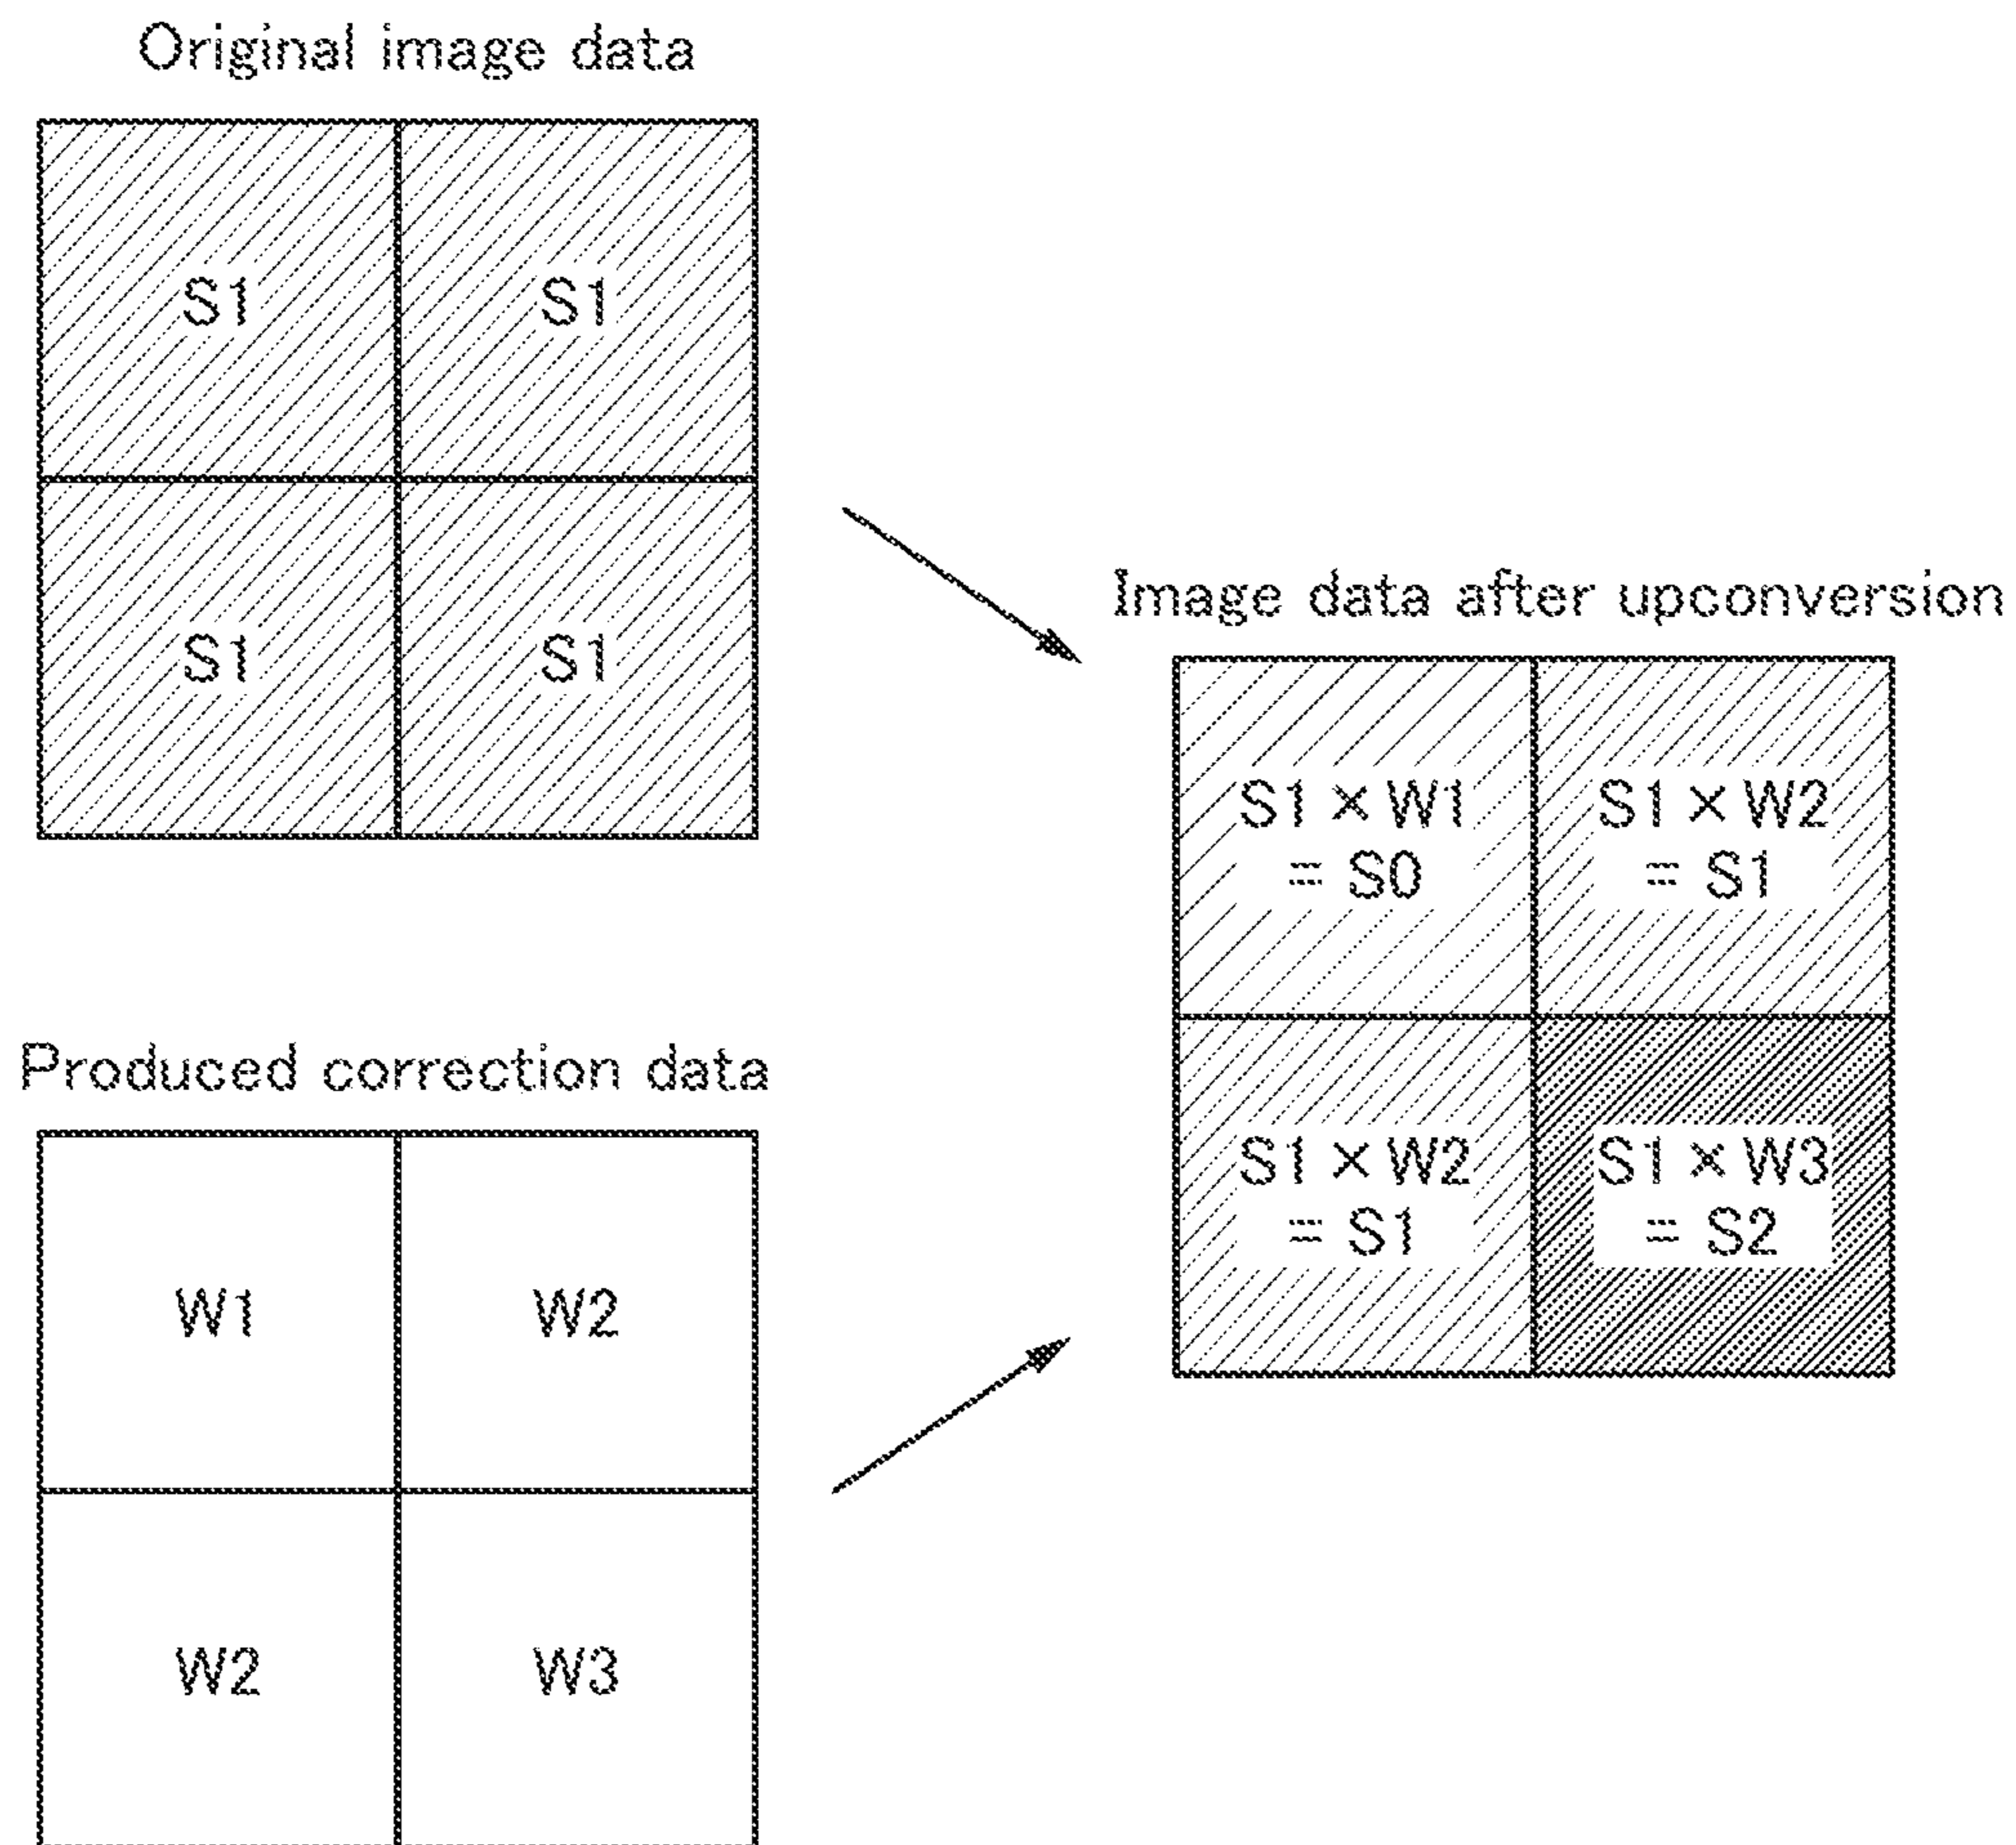 Original image data
S1 S1
S1 S1
Produced correction data
W1 W2
W2 W3
Image data after upconversion
S1 × W1
= S0
S1 × W2
= S1
S1 × W2
= S1
S1 × W3
= S2